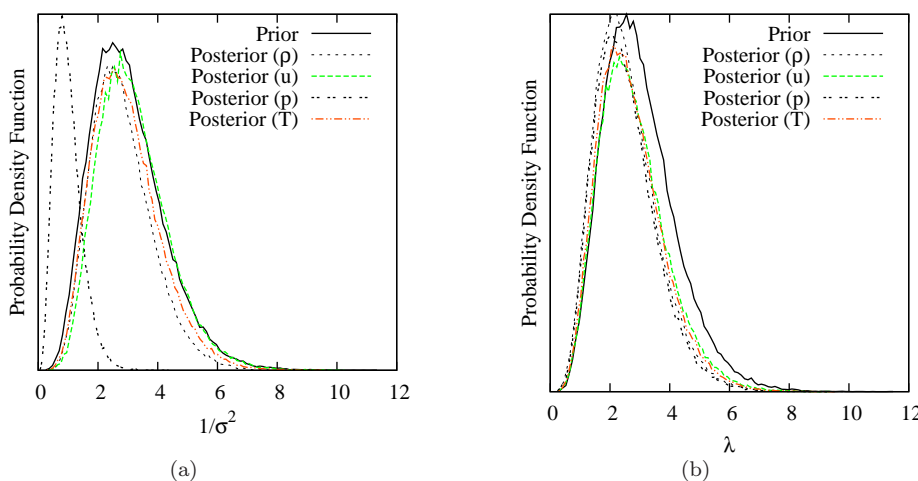 Probability Density Function
Prior
Posterior (ρ)
Posterior (u)
Posterior (p)
Posterior (T)
0 2 4 6 8 10 12
1/σ²
(a)
Probability Density Function
Prior
Posterior (ρ)
Posterior (u)
Posterior (p)
Posterior (T)
0 2 4 6 8 10 12
λ
(b)